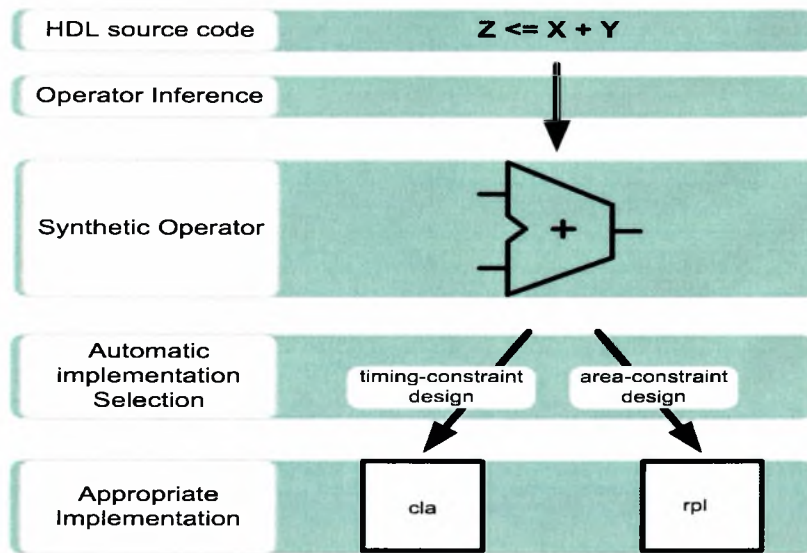 HDL source code
Z <= X + Y
Operator Inference
Synthetic Operator
+
Automatic
implementation
Selection
timing-constraint
design
area-constraint
design
Appropriate
Implementation
cla
rpl